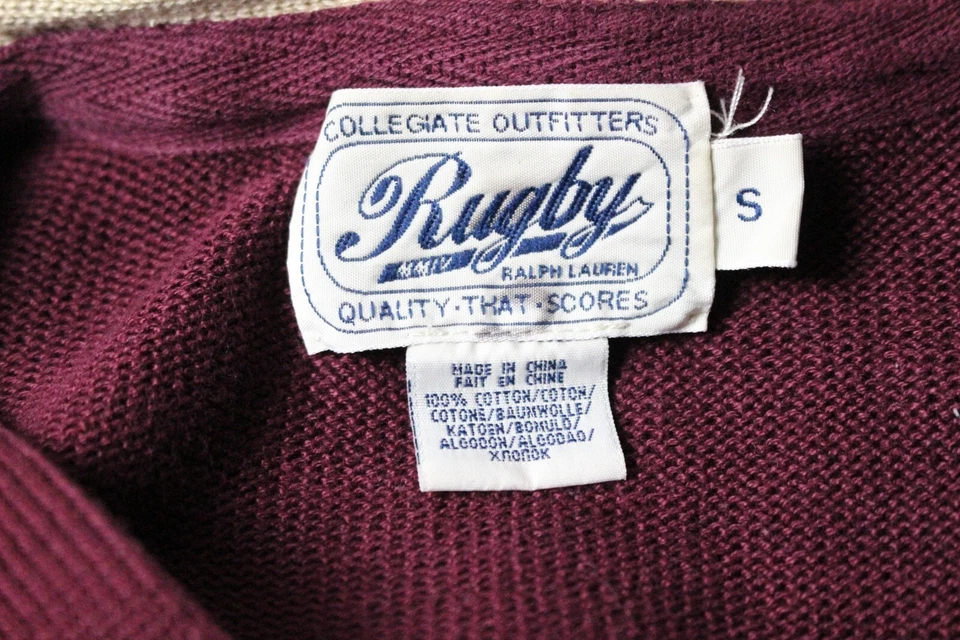 COLLEGIATE OUTFITTERS
Rugby
MMIV
RALPH LAUREN
QUALITY·THAT·SCORES
S
MADE IN CHINA
FAIT EN CHINE
100% COTTON/COTON/
COTONE/BAUMWOLLE/
KATOEN/BOMULD/
ALGODON/ALGODAO/
ХЛОПОК